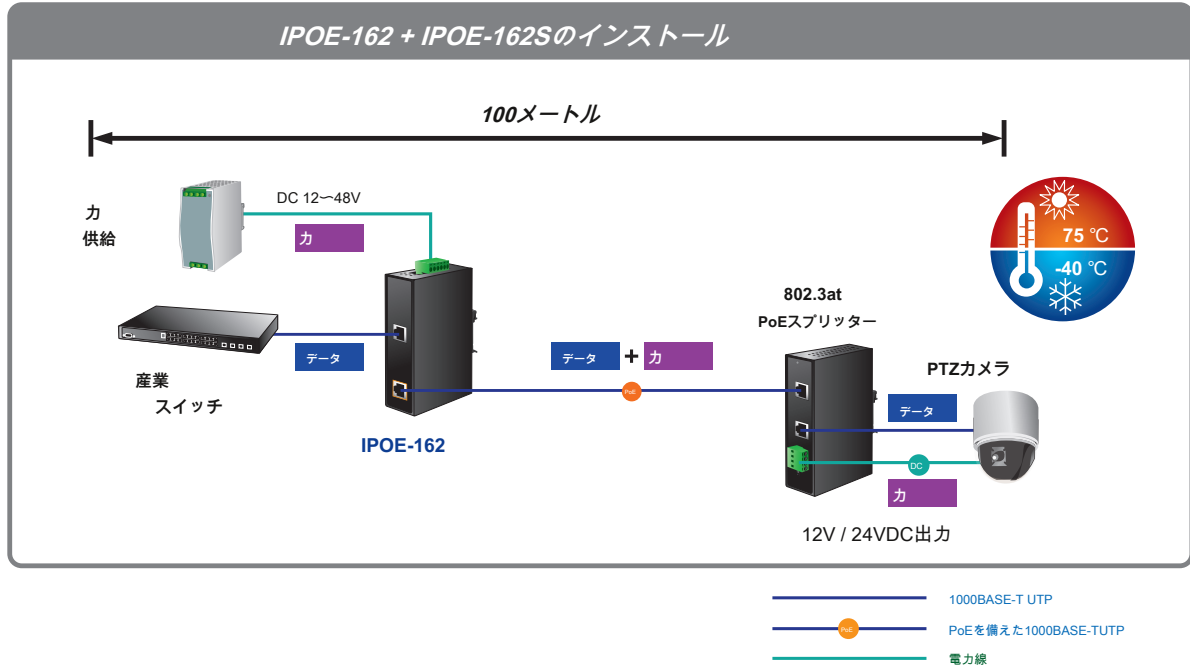 IPOE-162 + IPOE-162Sのインストール
100メートル
力
供給
DC 12〜48V
力
75 °C
-40 °C
802.3at
PoEスプリッター
データ
データ + 力
産業
スイッチ
PoE
IPOE-162
PTZカメラ
データ
DC
力
12V / 24VDC出力
1000BASE-T UTP
PoE
PoEを備えた1000BASE-TUTP
電力線